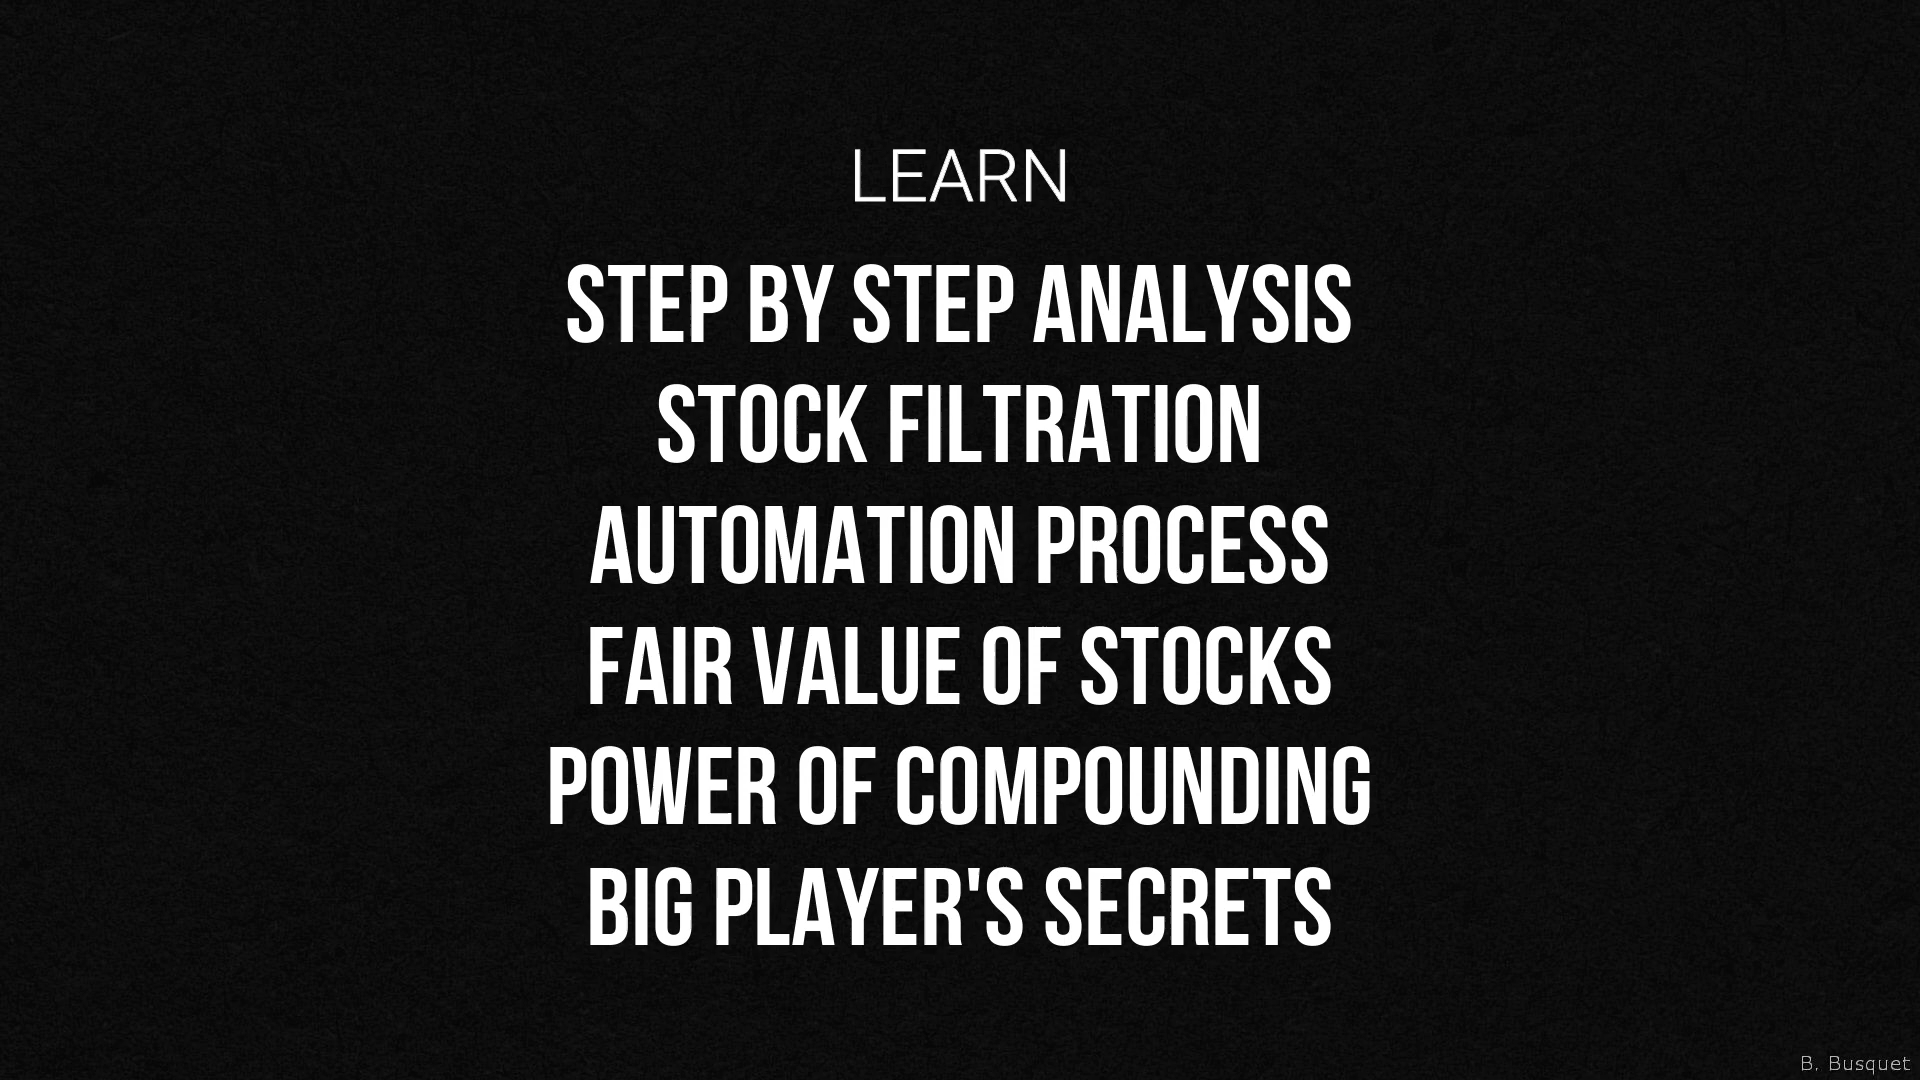 LEARN
STEP BY STEP ANALYSIS
STOCK FILTRATION
AUTOMATION PROCESS
FAIR VALUE OF STOCKS
POWER OF COMPOUNDING
BIG PLAYER'S SECRETS
B. Busquet